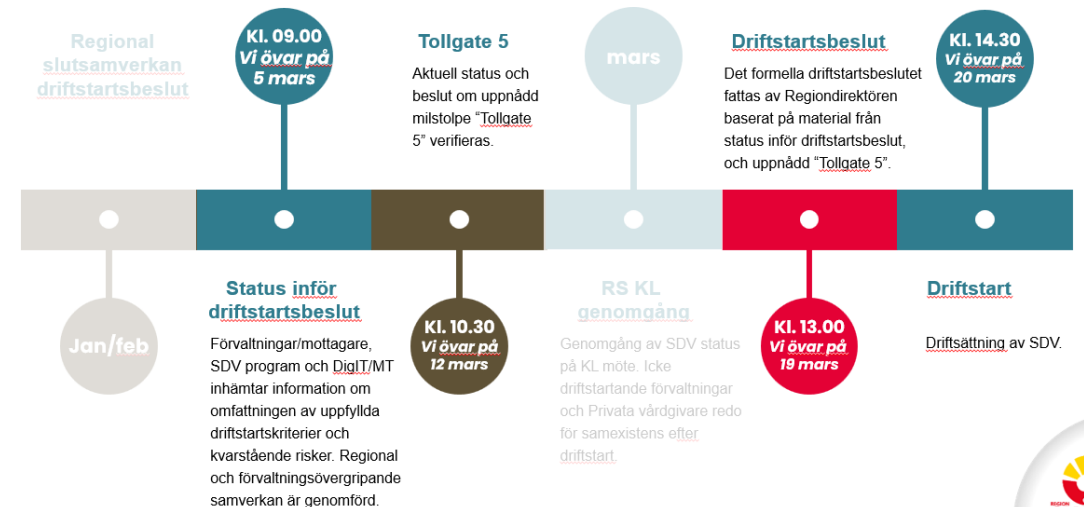 Regional
slutsamverkan
driftstartsbeslut
Kl. 09.00
Vi övar på
5 mars
Tollgate 5
Aktuell status och
beslut om uppnådd
milstolpe “Tollgate
5” verifieras.
mars
Driftstartsbeslut
Det formella driftstartsbeslutet
fattas av Regiondirektören
baserat på material från
status inför driftstartsbeslut,
och uppnådd “Tollgate 5”.
Kl. 14.30
Vi övar på
20 mars
Jan/feb
Status inför
driftstartsbeslut
Förvaltningar/mottagare,
SDV program och DigIT/MT
inhämtar information om
omfattningen av uppfyllda
driftstartskriterier och
kvarstående risker. Regional
och förvaltningsövergripande
samverkan är genomförd.
Kl. 10.30
Vi övar på
12 mars
RS KL
genomgång
Genomgång av SDV status
på KL möte. Icke
driftstartande förvaltningar
och Privata vårdgivare redo
för samexistens efter
driftstart.
Kl. 13.00
Vi övar på
19 mars
Driftstart
Driftsättning av SDV.
REGION